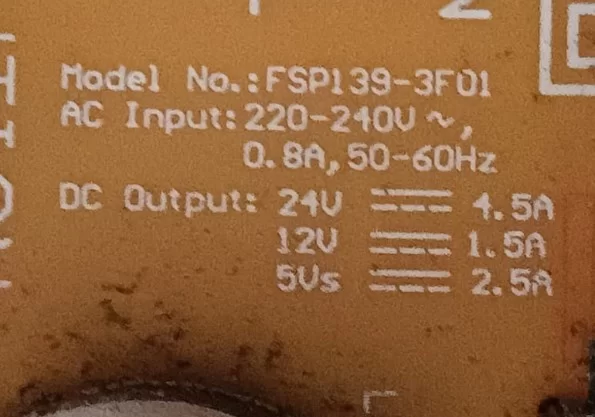 Model No.:FSP139-3F01
AC Input:220-240V ~,
0.8A,50-60Hz
DC Output: 24V ⎓ 4.5A
12V ⎓ 1.5A
5Vs ⎓ 2.5A